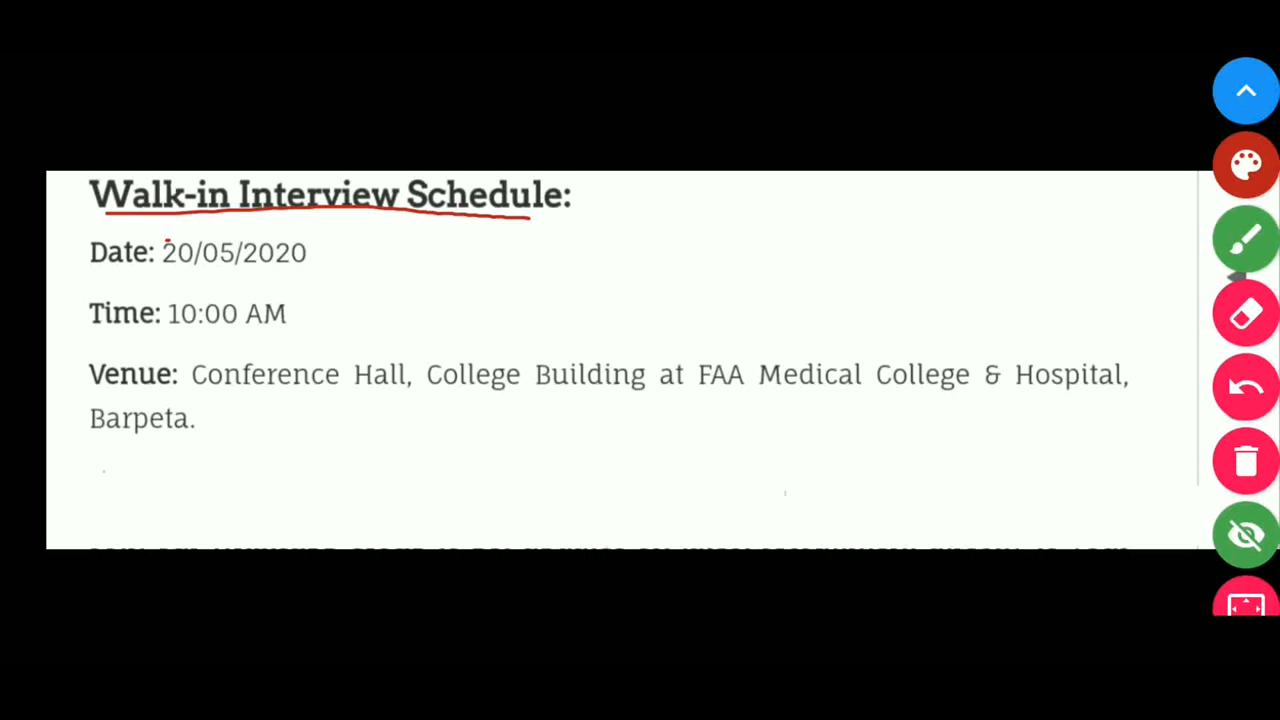 Walk-in Interview Schedule:
Date: 20/05/2020
Time: 10:00 AM
Venue: Conference Hall, College Building at FAA Medical College & Hospital,
Barpeta.